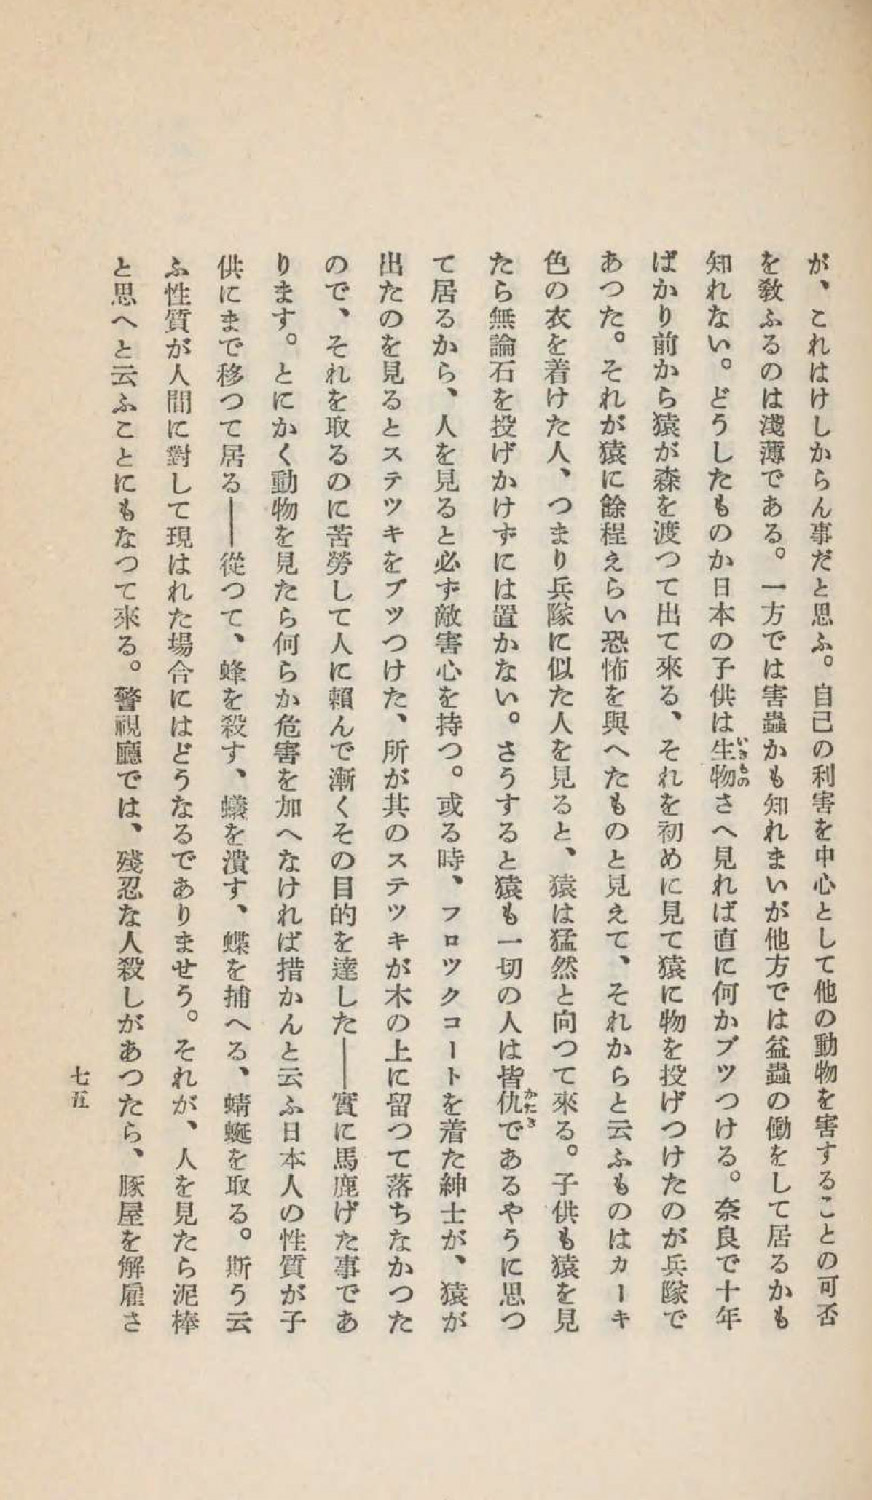 が、これはけしからん事だと思ふ。自己の利害を中心として他の動物を害することの可否
を敎ふるのは淺薄である。一方では害蟲かも知れまいが他方では益蟲の働をして居るかも
知れない。どうしたものか日本の子供は生物さへ見れば直に何かブツつける。奈良で十年
いきもの
ばかり前から猿が森を渡つて出て來る、それを初めに見て猿に物を投げつけたのが兵隊で
あつた。それが猿に餘程えらい恐怖を與へたものと見えて、それからと云ふものはカーキ
色の衣を着けた人、つまり兵隊に似た人を見ると、猿は猛然と向つて來る。子供も猿を見
たら無論石を投げかけずには置かない。さうすると猿も一切の人は皆仇であるやうに思つ
かたき
て居るから、人を見ると必ず敵害心を持つ。或る時、フロツクコートを着た紳士が、猿が
出たのを見るとステツキをブツつけた、所が其のステツキが木の上に留つて落ちなかつた
ので、それを取るのに苦勞して人に賴んで漸くその目的を達した――實に馬鹿げた事であ
ります。とにかく動物を見たら何らか危害を加へなければ措かんと云ふ日本人の性質が子
供にまで移つて居る――從つて、蜂を殺す、蟻を潰す、蝶を捕へる、蜻蜒を取る。斯う云
ふ性質が人間に對して現はれた場合にはどうなるでありませう。それが、人を見たら泥棒
と思へと云ふことにもなつて來る。警視廳では、殘忍な人殺しがあつたら、豚屋を解雇さ
七五